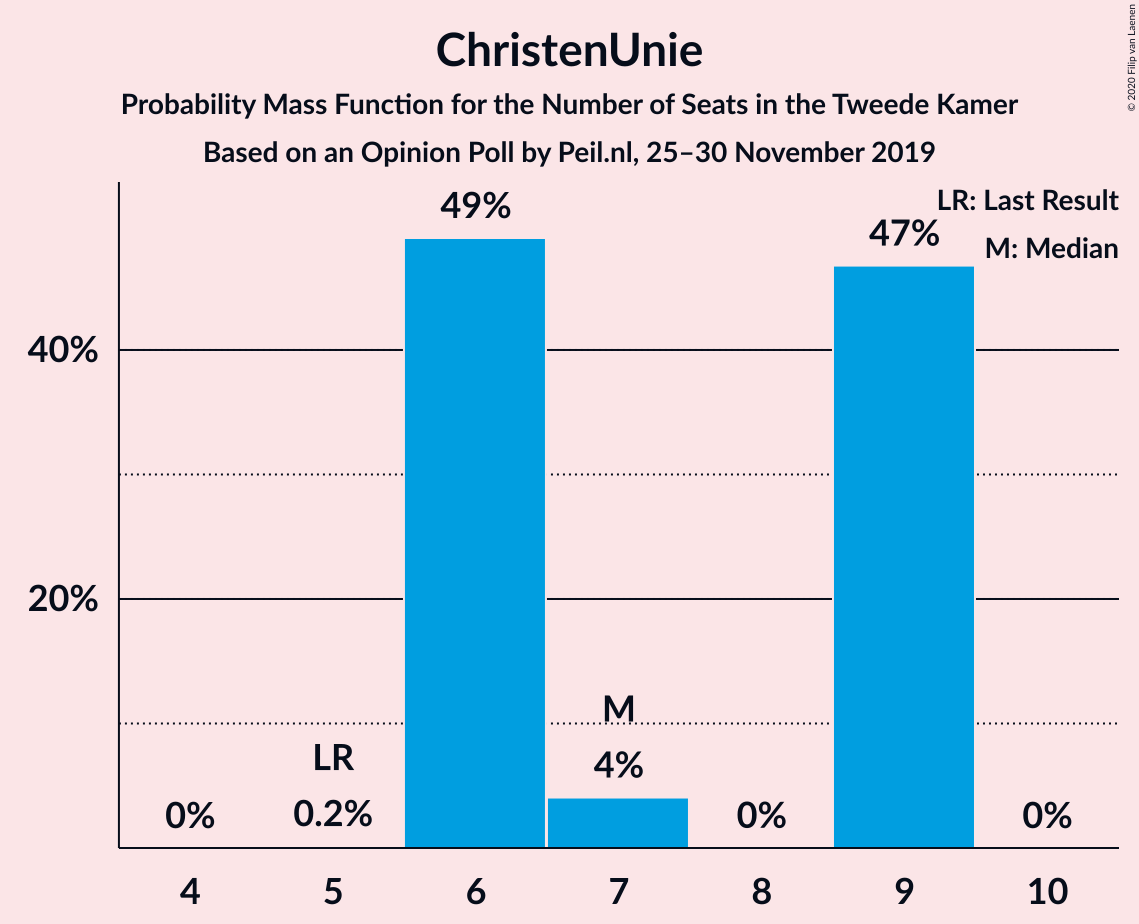 ChristenUnie
Probability Mass Function for the Number of Seats in the Tweede Kamer
Based on an Opinion Poll by Peil.nl, 25–30 November 2019
© 2020 Filip van Laenen
LR: Last Result
M: Median
49%
47%
40%
20%
M
LR
4%
0%
0.2%
0%
0%
4
5
6
7
8
9
10